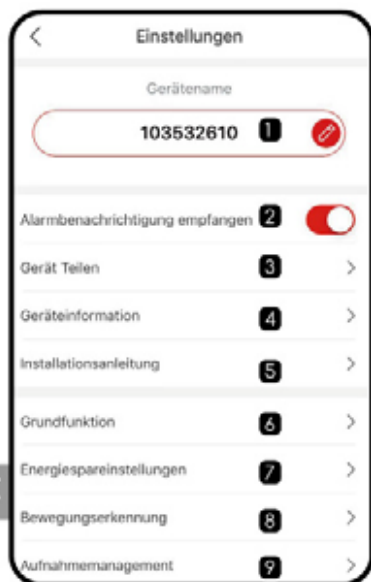 Einstellungen
Gerätename
103532610 1
Alarmbenachrichtigung empfangen 2
Gerät Teilen 3
Geräteinformation 4
Installationsanleitung 5
Grundfunktion 6
Energiespareinstellungen 7
Bewegungserkennung 8
Aufnahmemanagement 9